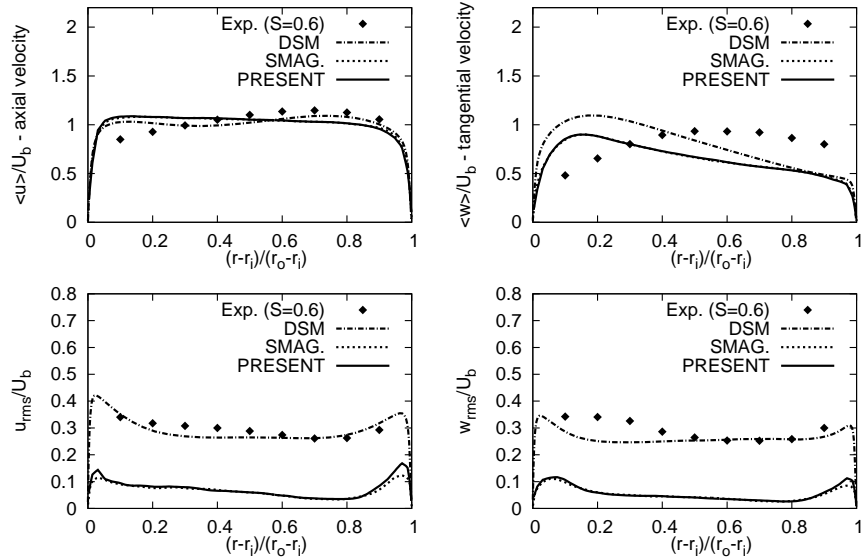 <u>/U_b - axial velocity
2
1.5
1
0.5
0
Exp. (S=0.6)
DSM
SMAG.
PRESENT
0 0.2 0.4 0.6 0.8 1
(r-r_i)/(r_o-r_i)
<w>/U_b - tangential velocity
2
1.5
1
0.5
0
Exp. (S=0.6)
DSM
SMAG.
PRESENT
0 0.2 0.4 0.6 0.8 1
(r-r_i)/(r_o-r_i)
u_rms/U_b
0.8
0.7
0.6
0.5
0.4
0.3
0.2
0.1
0
Exp. (S=0.6)
DSM
SMAG.
PRESENT
0 0.2 0.4 0.6 0.8 1
(r-r_i)/(r_o-r_i)
w_rms/U_b
0.8
0.7
0.6
0.5
0.4
0.3
0.2
0.1
0
Exp. (S=0.6)
DSM
SMAG.
PRESENT
0 0.2 0.4 0.6 0.8 1
(r-r_i)/(r_o-r_i)